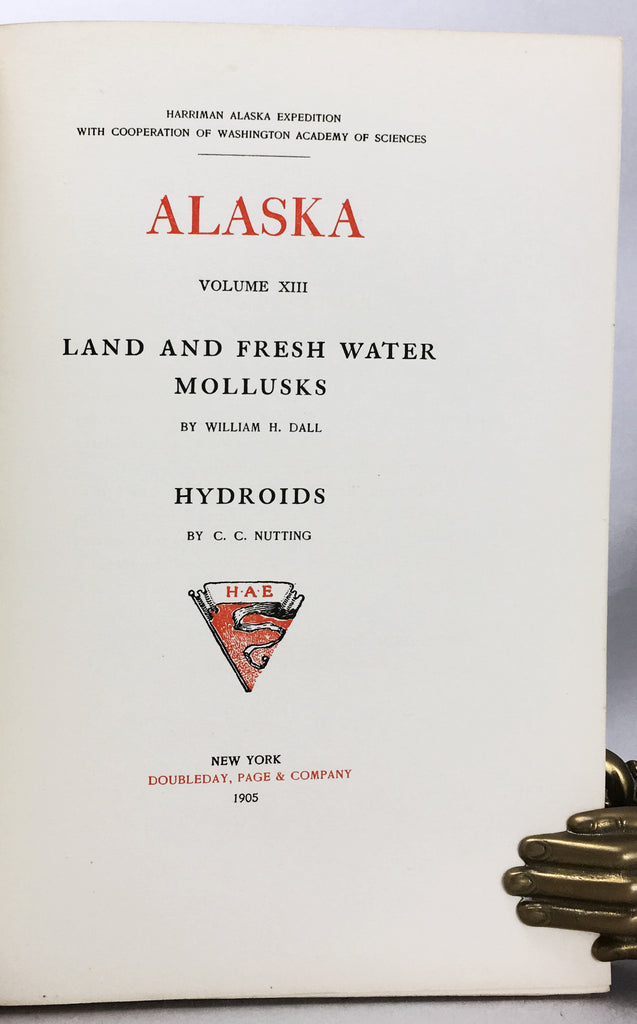 HARRIMAN ALASKA EXPEDITION
WITH COOPERATION OF WASHINGTON ACADEMY OF SCIENCES
ALASKA
VOLUME XIII
LAND AND FRESH WATER
MOLLUSKS
BY WILLIAM H. DALL
HYDROIDS
BY C. C. NUTTING
H·A·E
NEW YORK
DOUBLEDAY, PAGE & COMPANY
1905